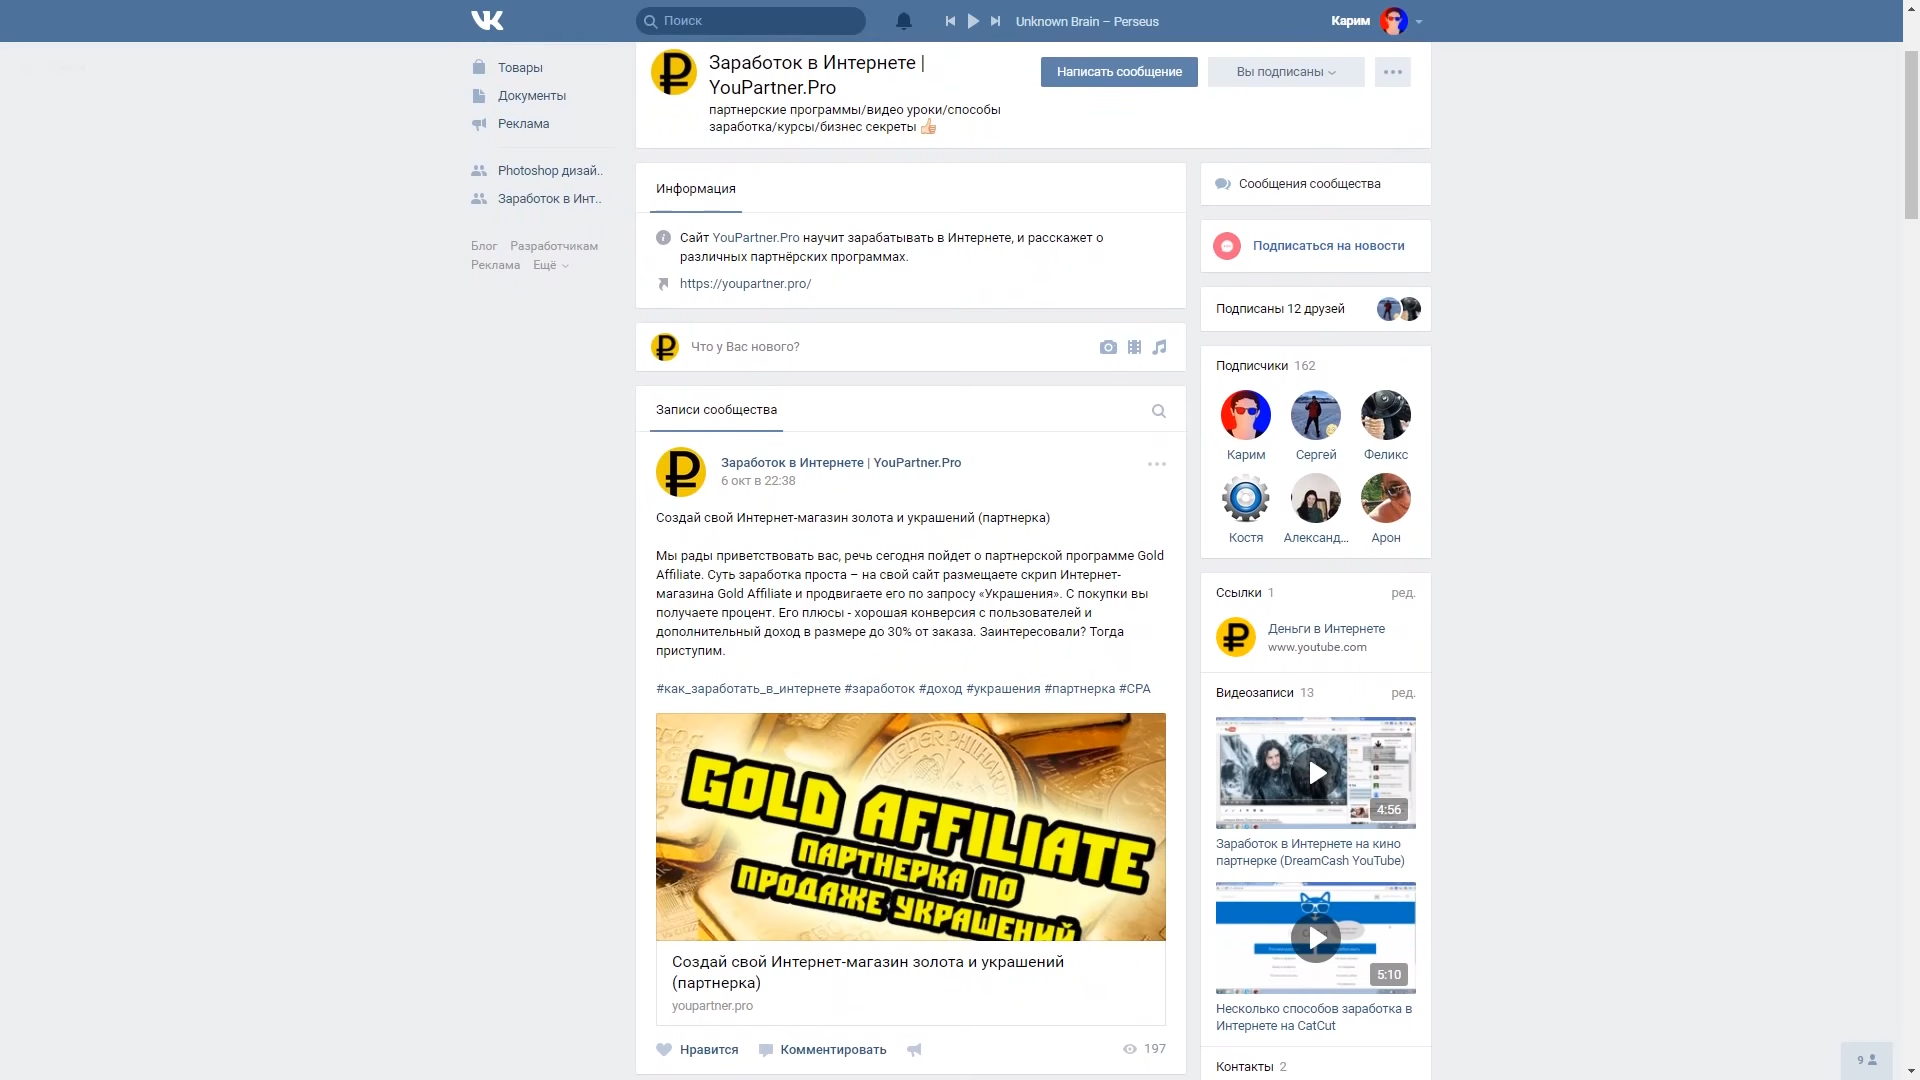 Поиск
Unknown Brain – Perseus
Карим
Товары
Документы
Реклама
Photoshop дизай..
Заработок в Инт..
Блог Разработчикам
Реклама Ещё
Заработок в Интернете |
YouPartner.Pro
партнерские программы/видео уроки/способы
заработка/курсы/бизнес секреты
Написать сообщение
Вы подписаны
Информация
Сайт YouPartner.Pro научит зарабатывать в Интернете, и расскажет о
различных партнёрских программах.
https://youpartner.pro/
Что у Вас нового?
Записи сообщества
Заработок в Интернете | YouPartner.Pro
6 окт в 22:38
Создай свой Интернет-магазин золота и украшений (партнерка)
Мы рады приветствовать вас, речь сегодня пойдет о партнерской программе Gold
Affiliate. Суть заработка проста – на свой сайт размещаете скрип Интернет-
магазина Gold Affiliate и продвигаете его по запросу «Украшения». С покупки вы
получаете процент. Его плюсы - хорошая конверсия с пользователей и
дополнительный доход в размере до 30% от заказа. Заинтересовали? Тогда
приступим.
#как_заработать_в_интернете #заработок #доход #украшения #партнерка #CPA
GOLD AFFILIATE
ПАРТНЕРКА ПО
ПРОДАЖЕ УКРАШЕНИЙ
Создай свой Интернет-магазин золота и украшений
(партнерка)
youpartner.pro
Нравится
Комментировать
197
Сообщения сообщества
Подписаться на новости
Подписаны 12 друзей
Подписчики 162
Карим
Сергей
Феликс
Костя
Александ...
Арон
Ссылки 1
ред.
Деньги в Интернете
www.youtube.com
Видеозаписи 13
ред.
4:56
Заработок в Интернете на кино
партнерке (DreamCash YouTube)
5:10
Несколько способов заработка в
Интернете на CatCut
Контакты 2
9